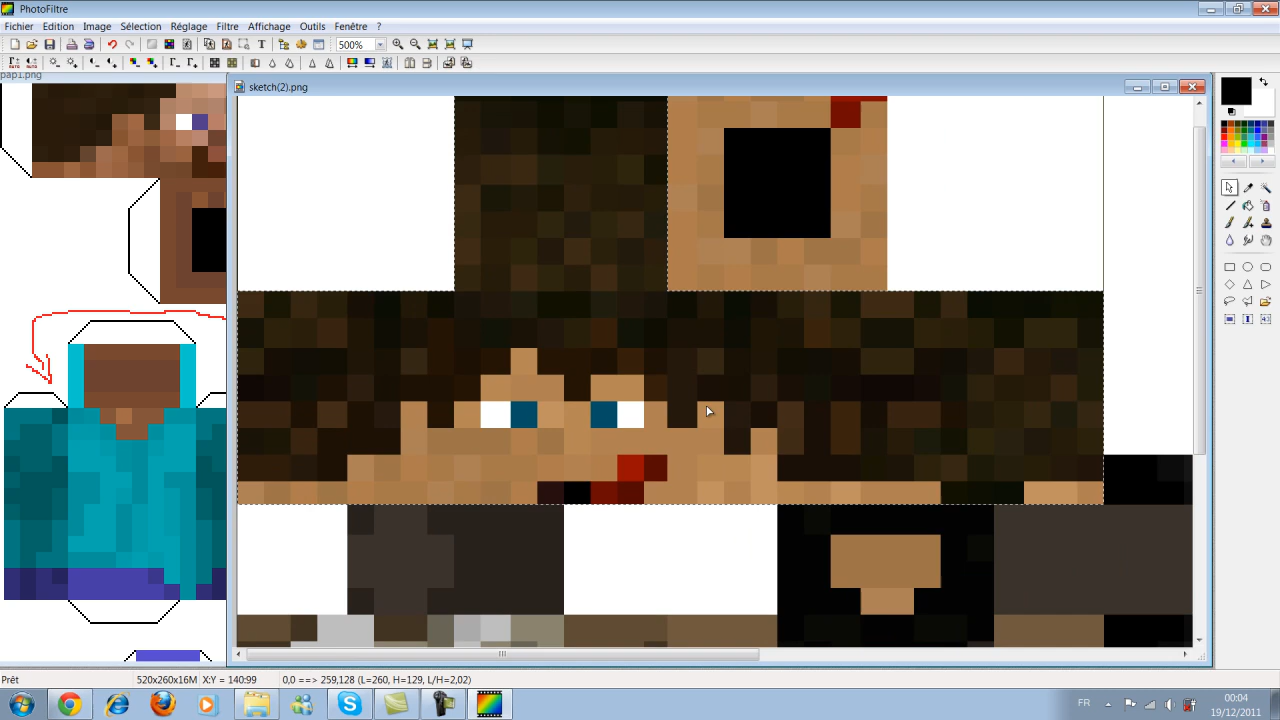 PhotoFiltre
Fichier Edition Image Sélection Réglage Filtre Affichage Outils Fenêtre ?
500%
pap1.png
sketch(2).png
Prêt 520x260x16M X:Y = 140:99 0,0 ==> 259,128 (L=260, H=129, L/H=2,02)
FR 00:04
19/12/2011